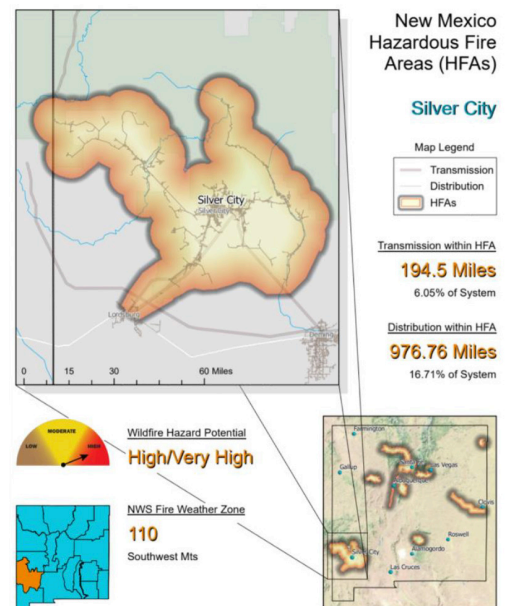 New Mexico
Hazardous Fire
Areas (HFAs)
Silver City
Map Legend
Transmission
Distribution
HFAs
Transmission within HFA
194.5 Miles
6.05% of System
Distribution within HFA
976.76 Miles
16.71% of System
Silver City
Silver City
Lordsburg
Deming
0 15 30 60 Miles
LOW
MODERATE
HIGH
Wildfire Hazard Potential
High/Very High
NWS Fire Weather Zone
110
Southwest Mts
Farmington
Gallup
Las Vegas
Albuquerque
Clovis
Roswell
Silver City
Alamogordo
Las Cruces